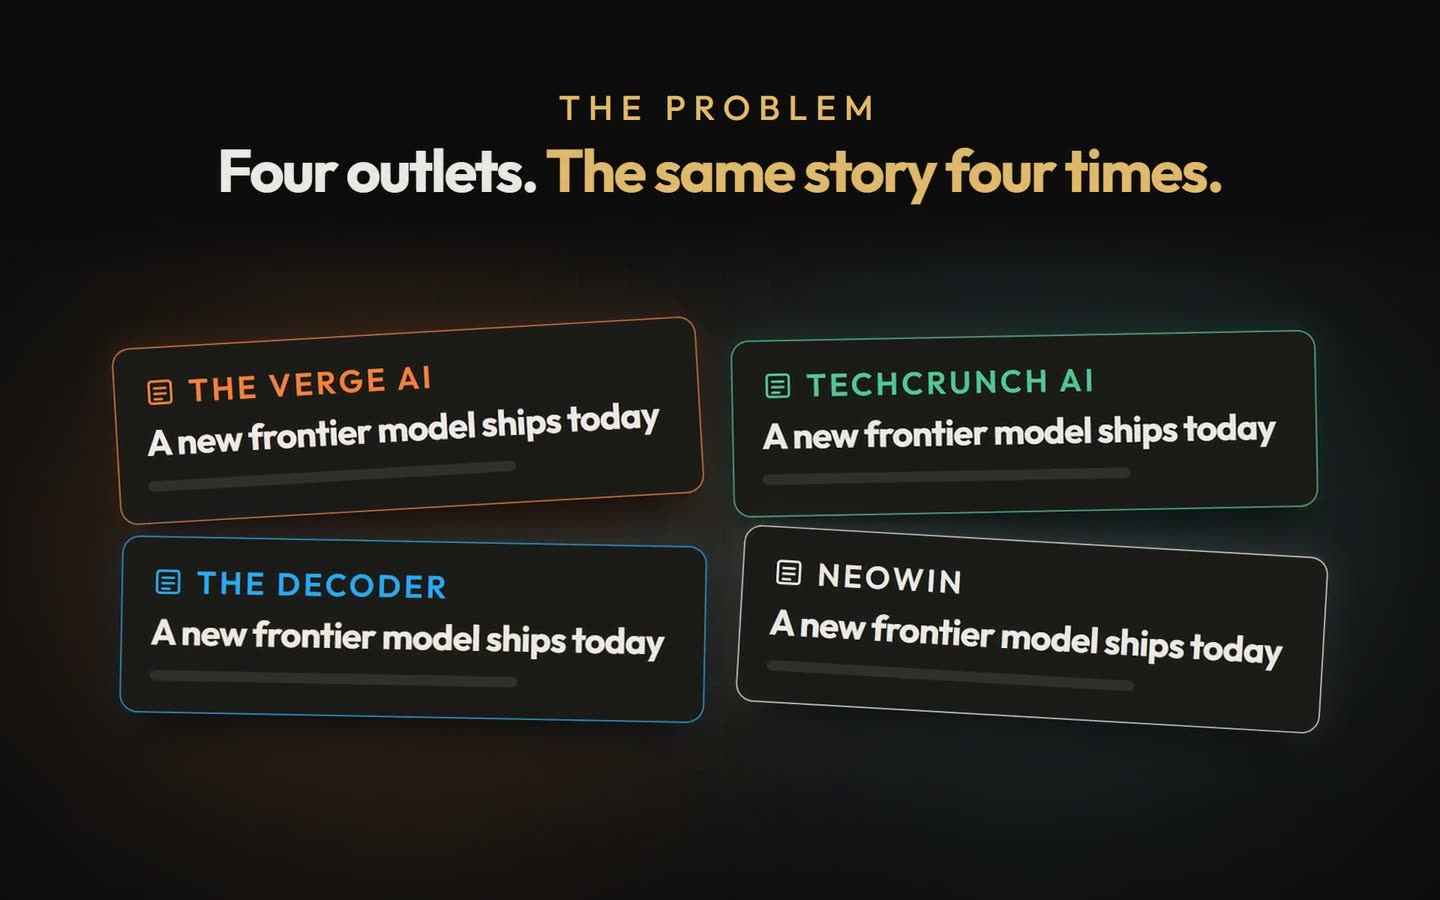 THE PROBLEM
Four outlets. The same story four times.
THE VERGE AI
A new frontier model ships today
TECHCRUNCH AI
A new frontier model ships today
THE DECODER
A new frontier model ships today
NEOWIN
A new frontier model ships today